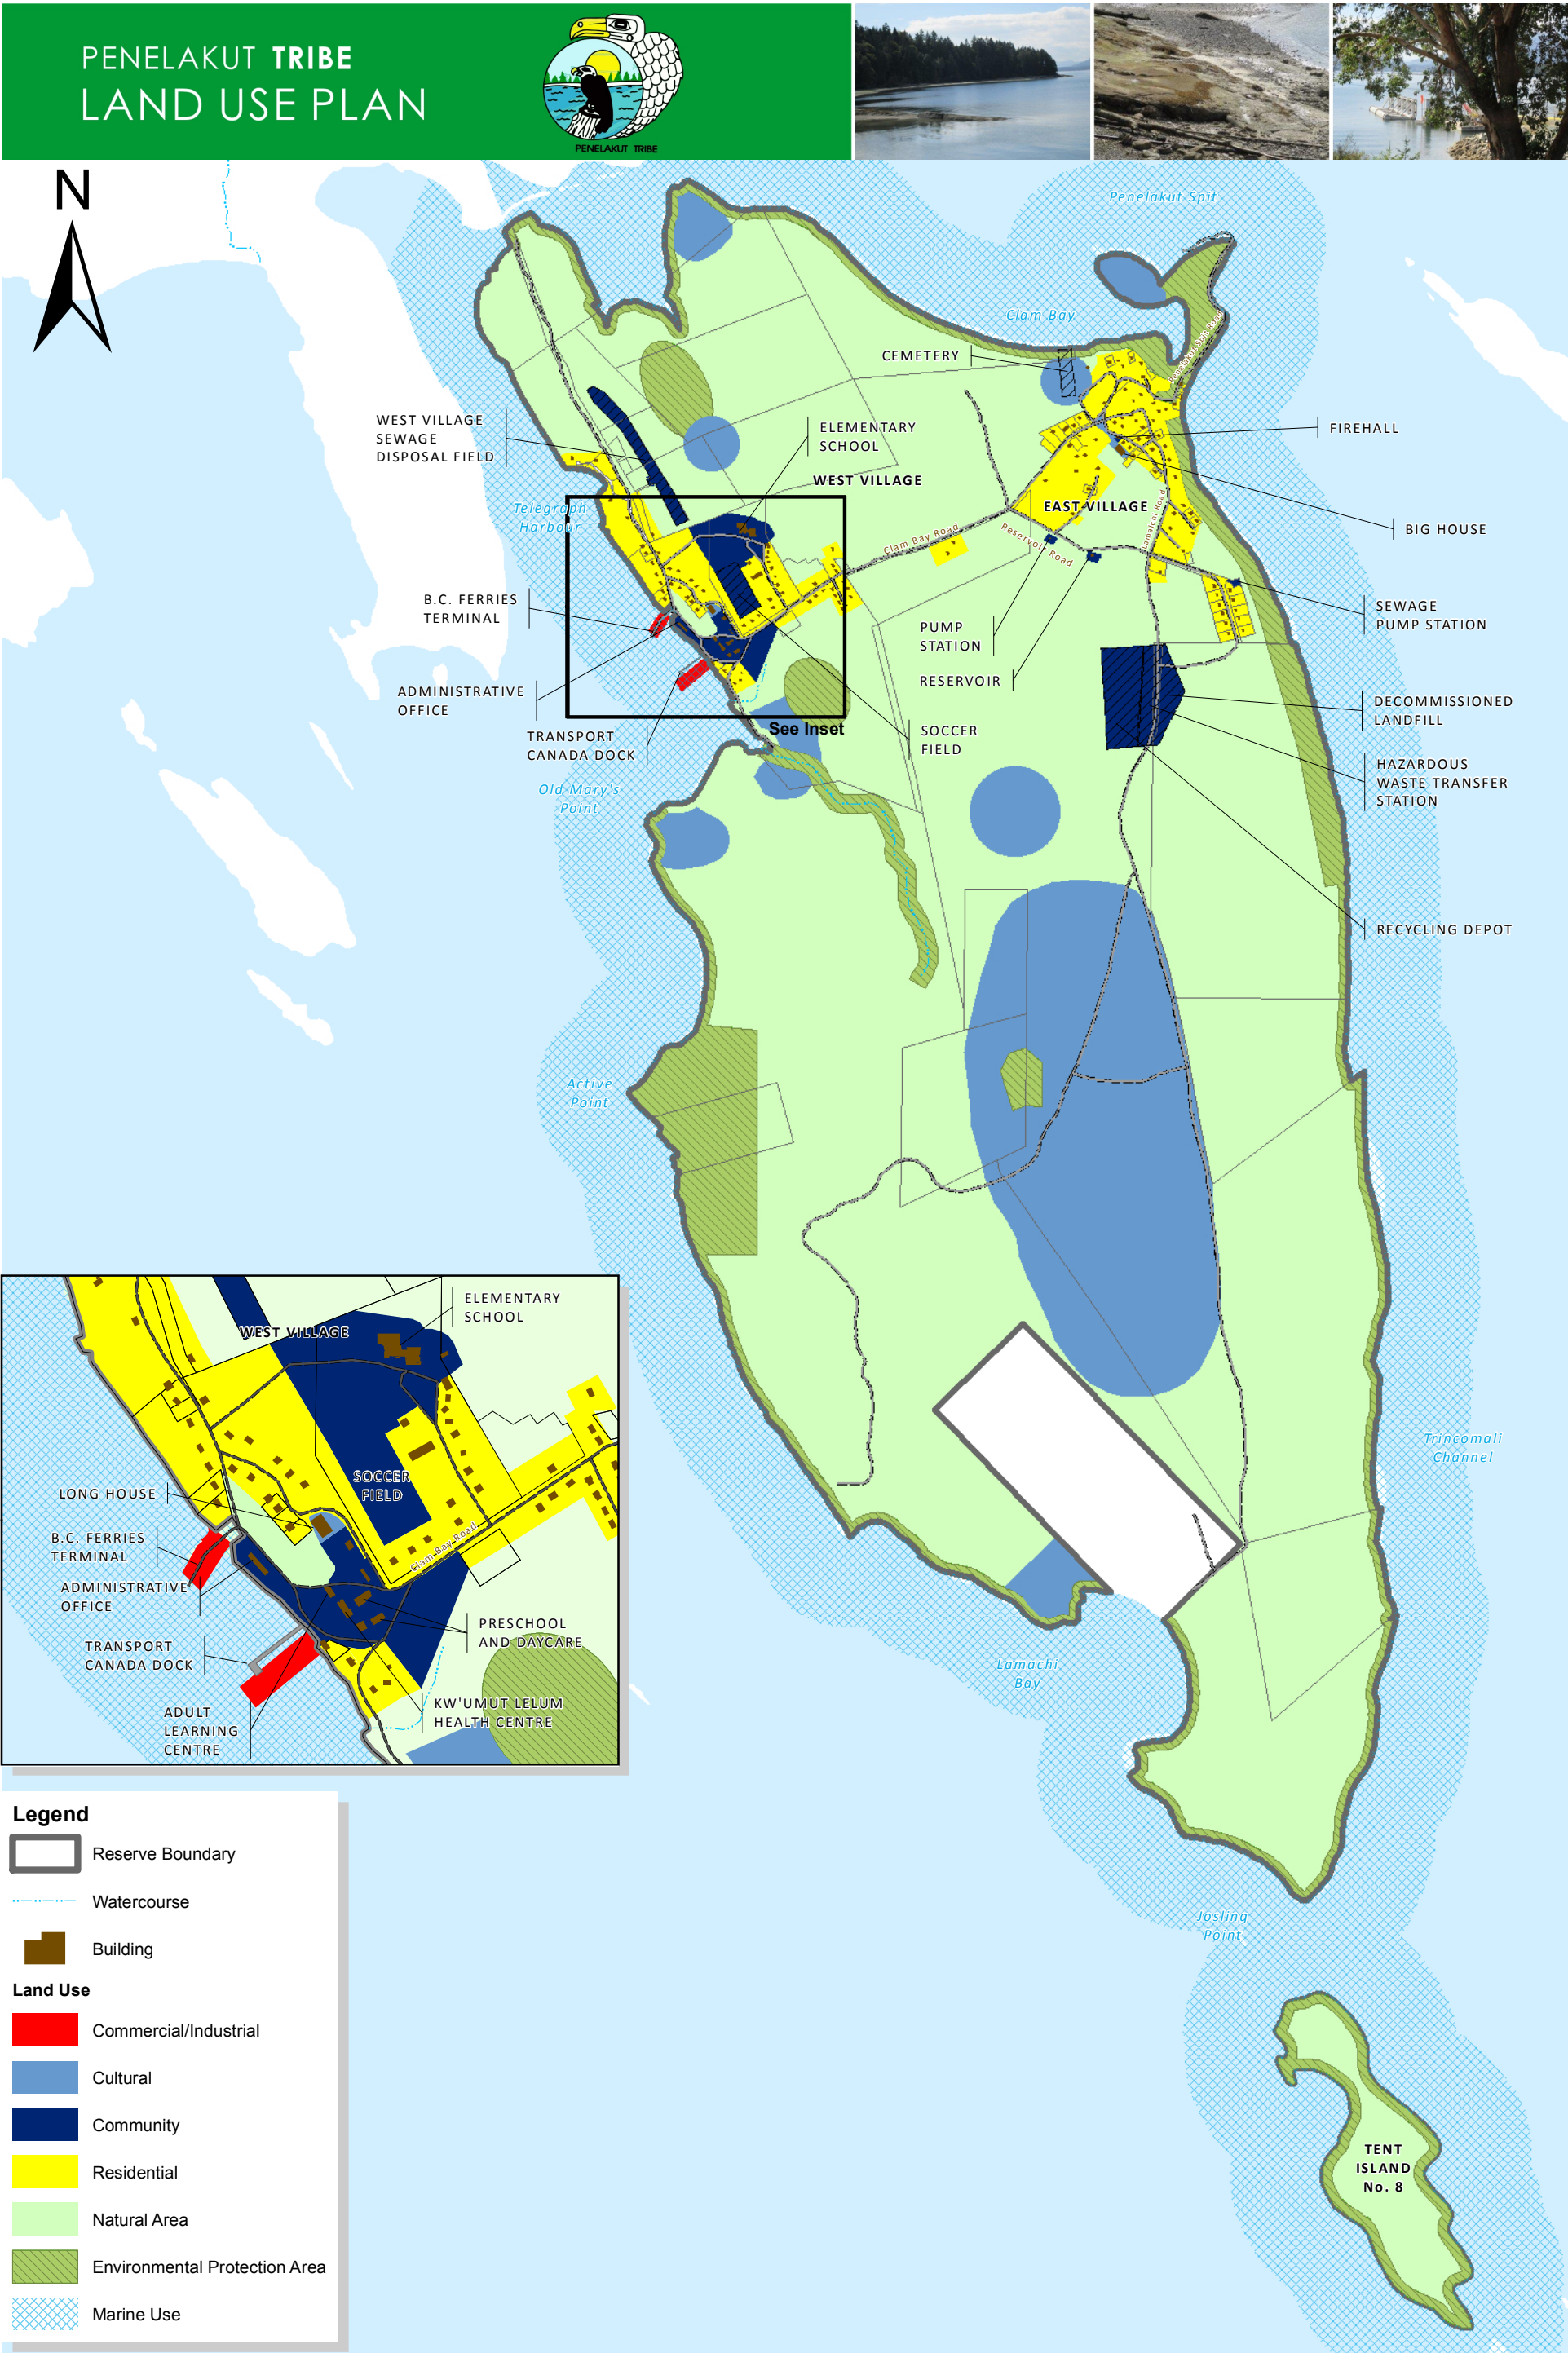 PENELAKUT TRIBE
LAND USE PLAN
PENELAKUT TRIBE
N
Penelakut Spit
Clam Bay
CEMETERY
Penelakut Spit Road
WEST VILLAGE
SEWAGE
DISPOSAL FIELD
ELEMENTARY
SCHOOL
FIREHALL
WEST VILLAGE
Telegraph
Harbour
EAST VILLAGE
Lamalchi Road
BIG HOUSE
Clam Bay Road
Reservoir Road
B.C. FERRIES
TERMINAL
SEWAGE
PUMP STATION
PUMP
STATION
RESERVOIR
ADMINISTRATIVE
OFFICE
DECOMMISSIONED
LANDFILL
See Inset
SOCCER
FIELD
TRANSPORT
CANADA DOCK
HAZARDOUS
WASTE TRANSFER
STATION
Old Mary's
Point
RECYCLING DEPOT
Active
Point
ELEMENTARY
SCHOOL
WEST VILLAGE
SOCCER
FIELD
LONG HOUSE
B.C. FERRIES
TERMINAL
Clam Bay Road
ADMINISTRATIVE
OFFICE
PRESCHOOL
AND DAYCARE
TRANSPORT
CANADA DOCK
KW'UMUT LELUM
HEALTH CENTRE
ADULT
LEARNING
CENTRE
Trincomali
Channel
Lamachi
Bay
Josling
Point
TENT
ISLAND
No. 8
Legend
Reserve Boundary
Watercourse
Building
Land Use
Commercial/Industrial
Cultural
Community
Residential
Natural Area
Environmental Protection Area
Marine Use